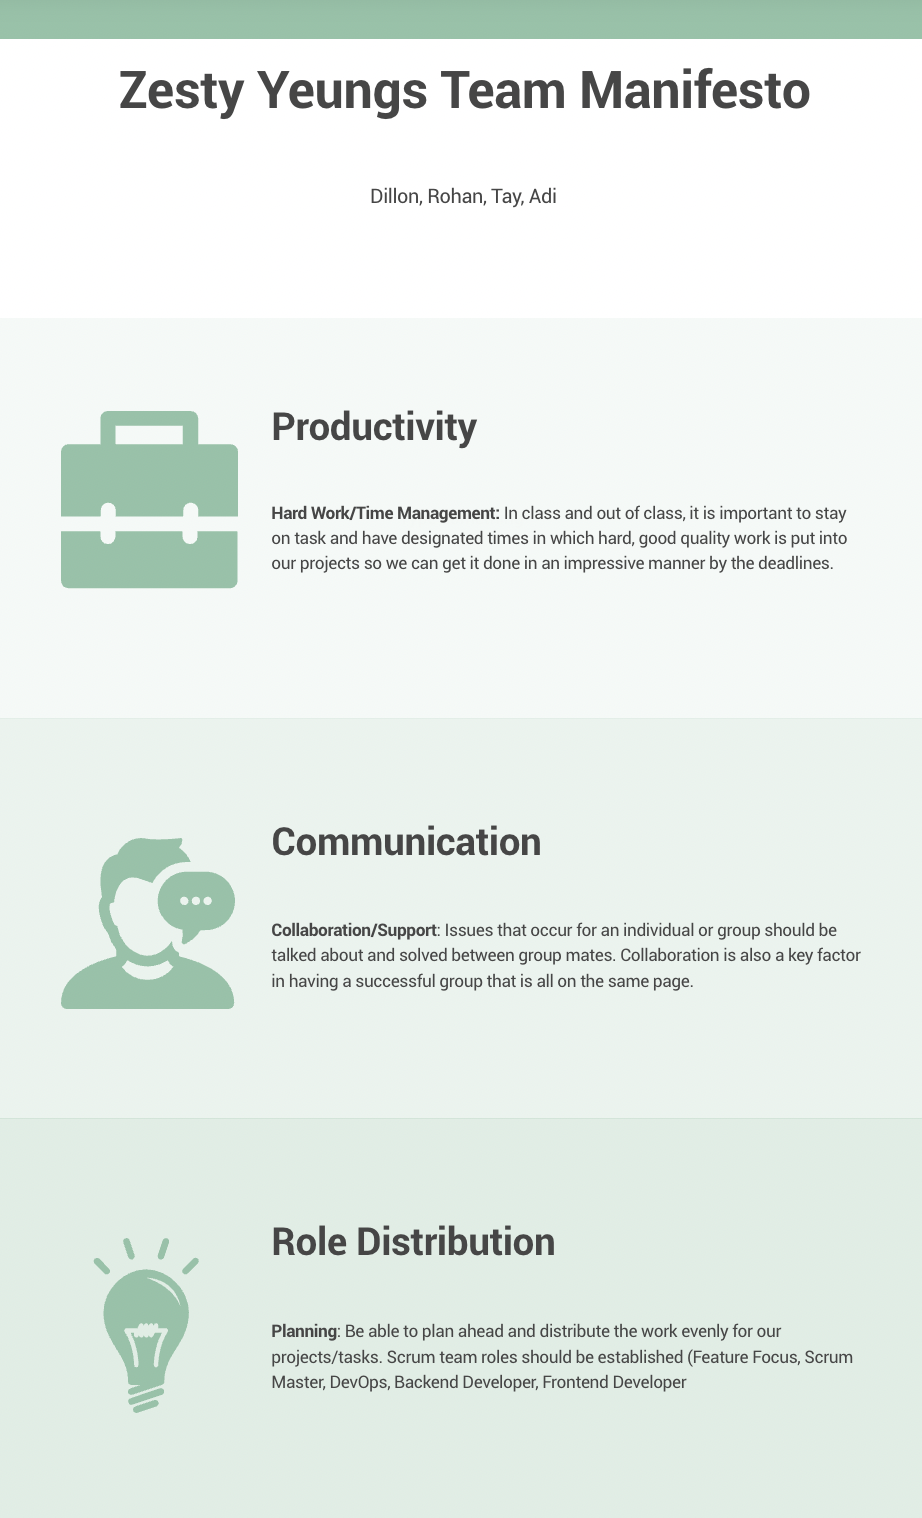 Zesty Yeungs Team Manifesto
Dillon, Rohan, Tay, Adi
Productivity
Hard Work/Time Management: In class and out of class, it is important to stay
on task and have designated times in which hard, good quality work is put into
our projects so we can get it done in an impressive manner by the deadlines.
Communication
Collaboration/Support: Issues that occur for an individual or group should be
talked about and solved between group mates. Collaboration is also a key factor
in having a successful group that is all on the same page.
Role Distribution
Planning: Be able to plan ahead and distribute the work evenly for our
projects/tasks. Scrum team roles should be established (Feature Focus, Scrum
Master, DevOps, Backend Developer, Frontend Developer